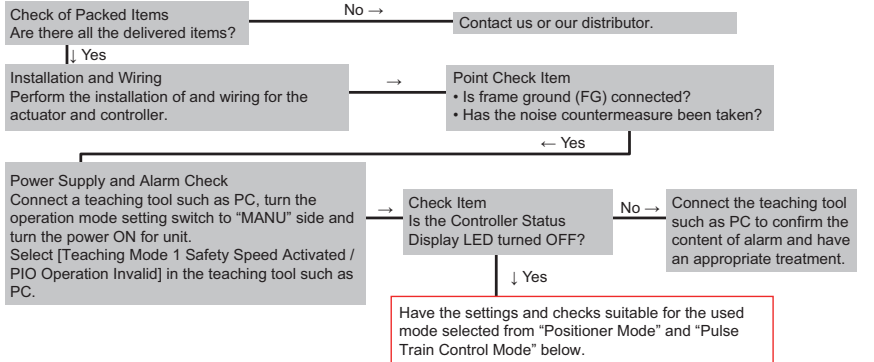 Check of Packed Items
Are there all the delivered items?
No →
Contact us or our distributor.
↓ Yes
Installation and Wiring
Perform the installation of and wiring for the
actuator and controller.
→
Point Check Item
• Is frame ground (FG) connected?
• Has the noise countermeasure been taken?
← Yes
Power Supply and Alarm Check
Connect a teaching tool such as PC, turn the
operation mode setting switch to “MANU” side and
turn the power ON for unit.
Select [Teaching Mode 1 Safety Speed Activated /
PIO Operation Invalid] in the teaching tool such as
PC.
→
Check Item
Is the Controller Status
Display LED turned OFF?
No →
Connect the teaching tool
such as PC to confirm the
content of alarm and have
an appropriate treatment.
↓ Yes
Have the settings and checks suitable for the used
mode selected from “Positioner Mode” and “Pulse
Train Control Mode” below.